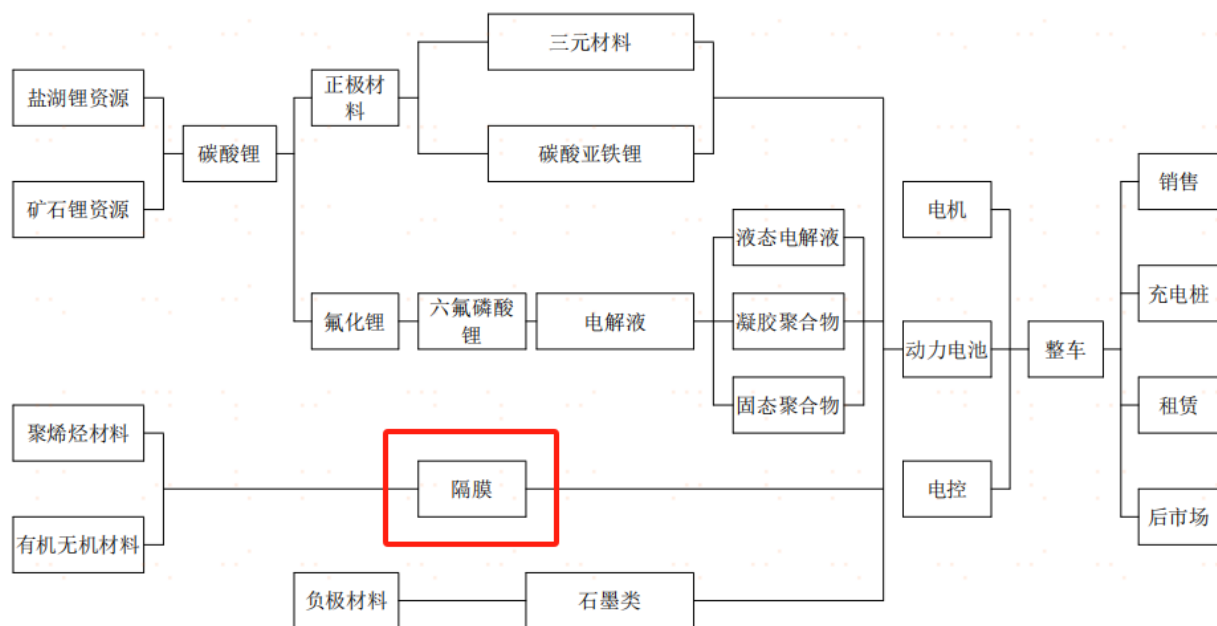 三元材料
正极材
料
盐湖锂资源
碳酸锂
碳酸亚铁锂
矿石锂资源
液态电解液
氟化锂
六氟磷酸
锂
电解液
凝胶聚合物
固态聚合物
聚烯烃材料
隔膜
有机无机材料
负极材料
石墨类
电机
动力电池
电控
整车
销售
充电桩
租赁
后市场